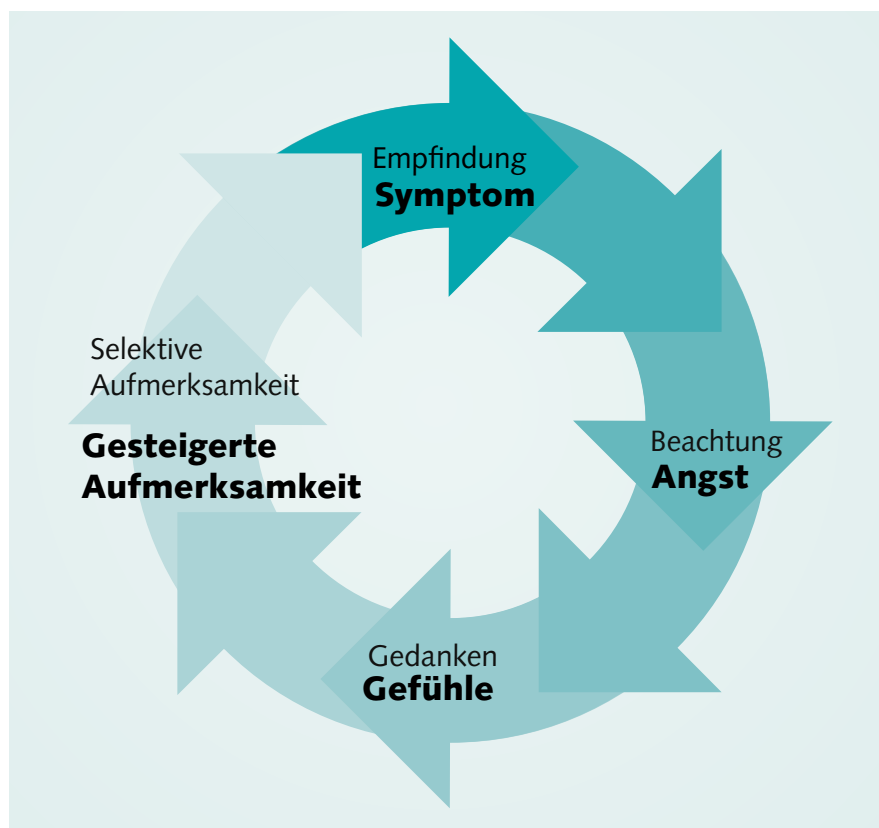 Empfindung
Symptom
Beachtung
Angst
Gedanken
Gefühle
Selektive
Aufmerksamkeit
Gesteigerte
Aufmerksamkeit